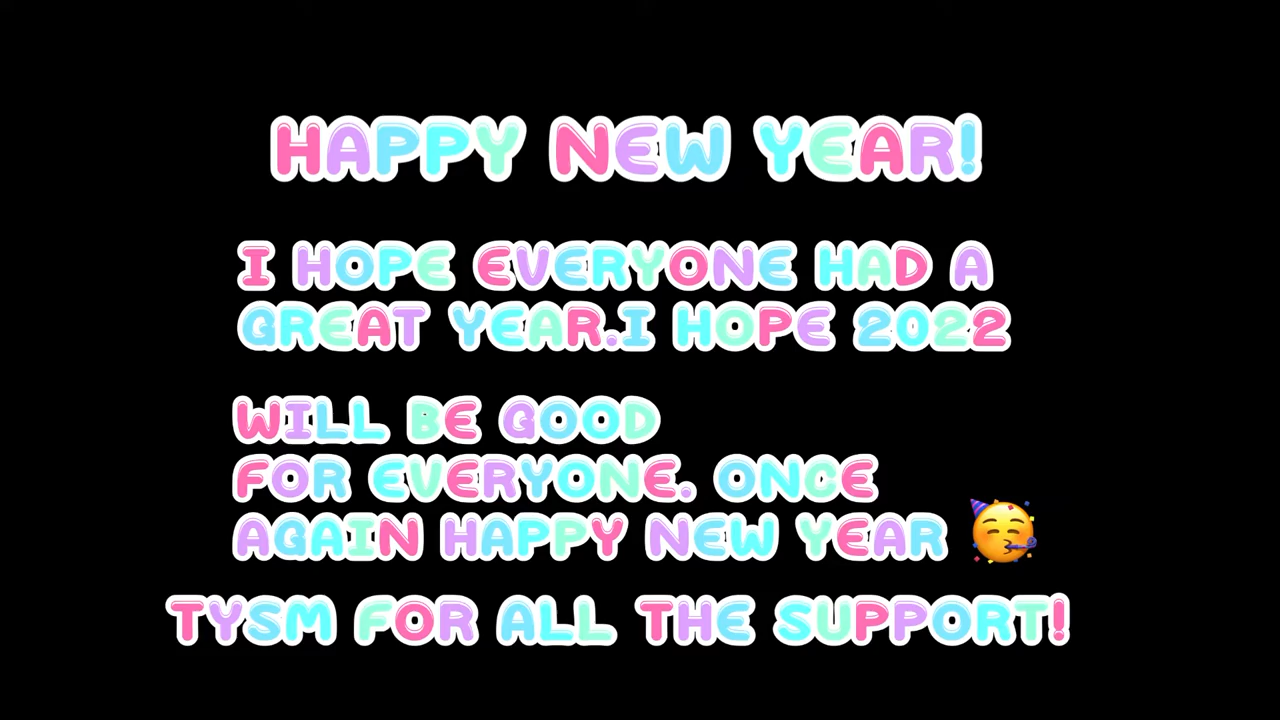 HAPPY NEW YEAR!
I HOPE EVERYONE HAD A
GREAT YEAR.I HOPE 2022
WILL BE GOOD
FOR EVERYONE. ONCE
AGAIN HAPPY NEW YEAR 🥳
TYSM FOR ALL THE SUPPORT!